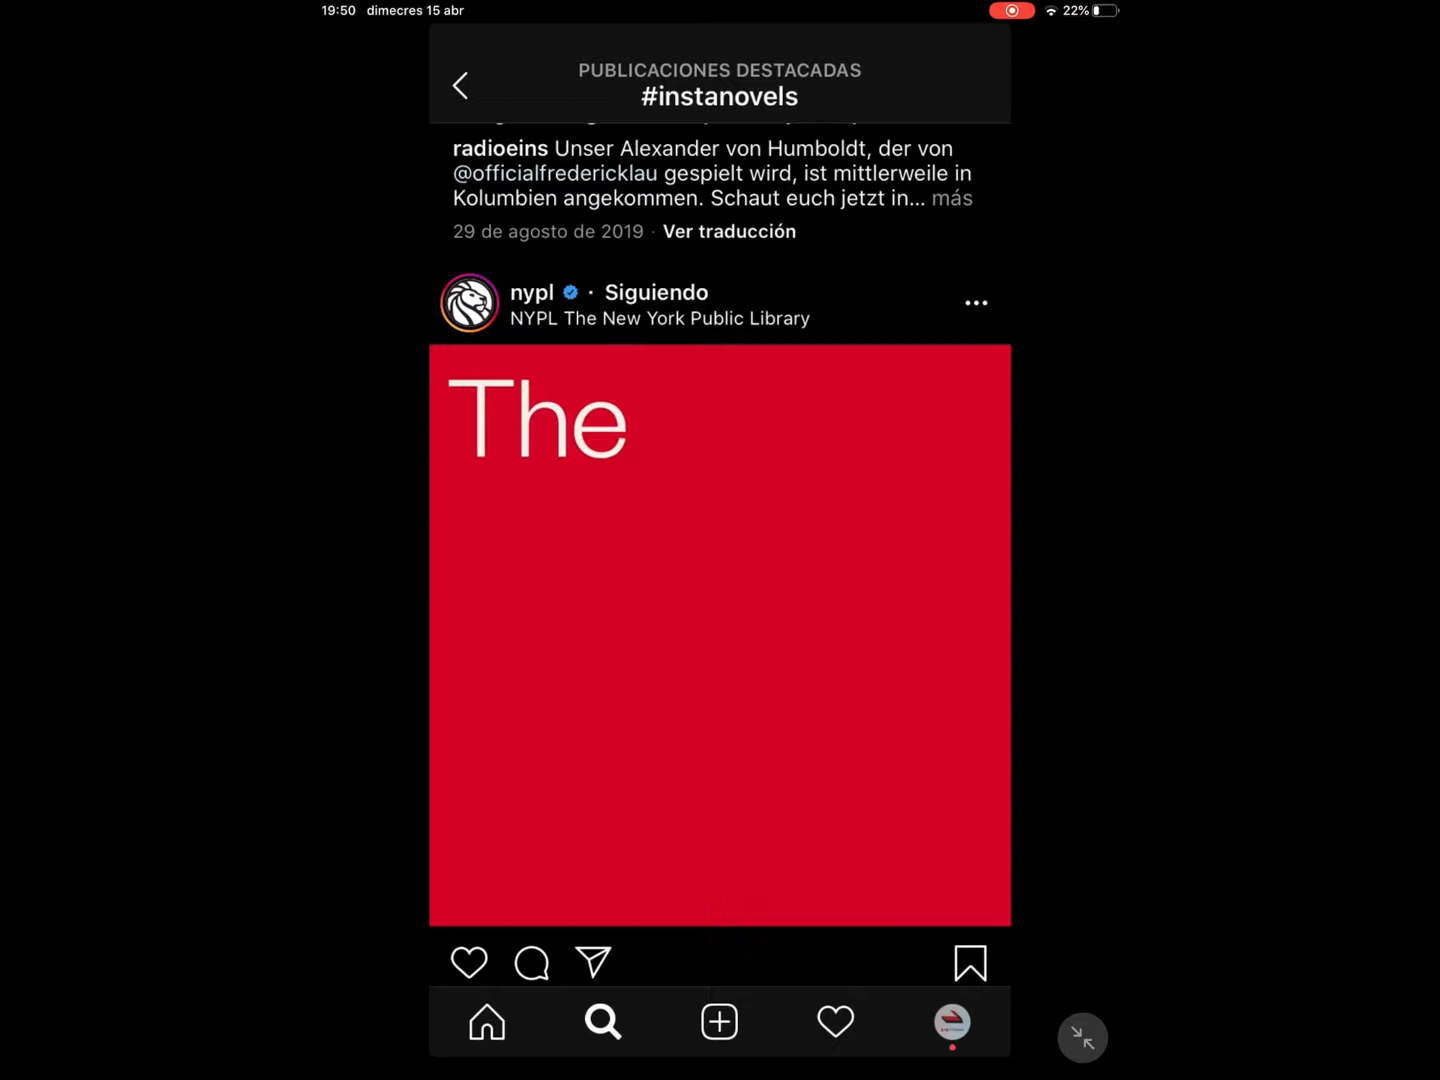 19:50 dimecres 15 abr 22%
PUBLICACIONES DESTACADAS
#instanovels
radioeins Unser Alexander von Humboldt, der von
@officialfredericklau gespielt wird, ist mittlerweile in
Kolumbien angekommen. Schaut euch jetzt in... más
29 de agosto de 2019 · Ver traducción
nypl · Siguiendo
NYPL The New York Public Library
The